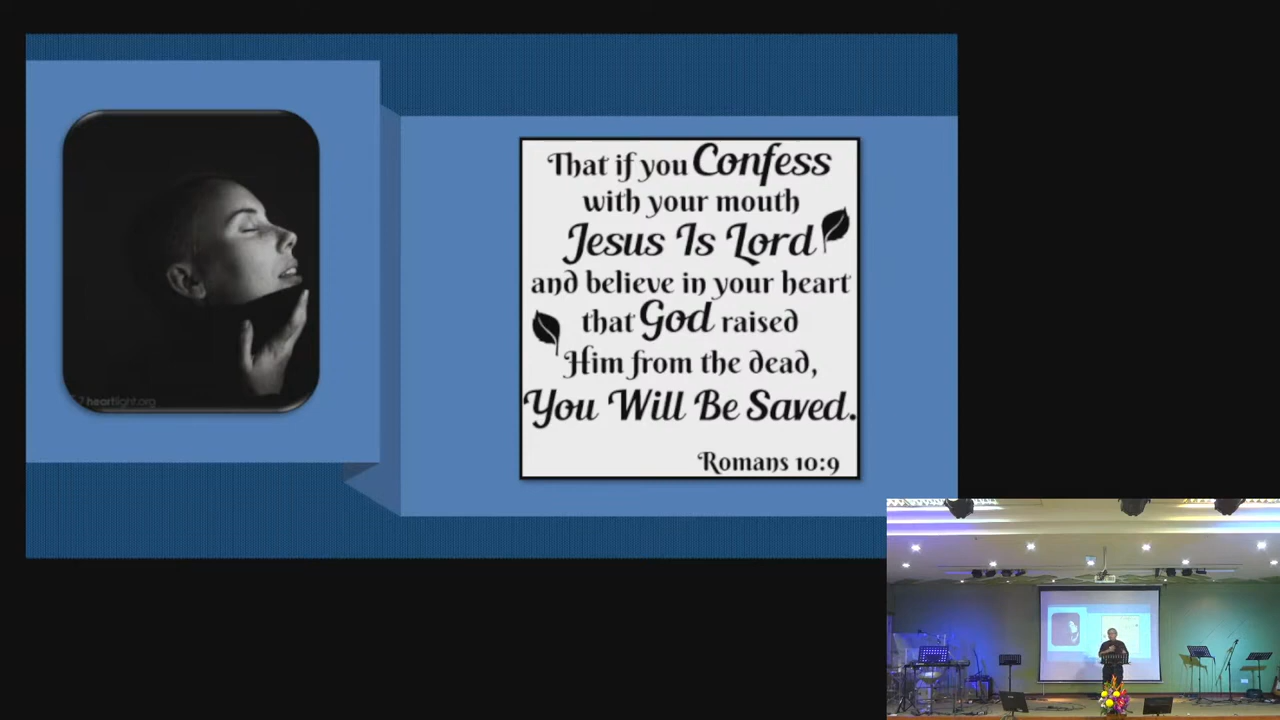 That if you Confess
with your mouth
Jesus Is Lord
and believe in your heart
that God raised
Him from the dead,
You Will Be Saved.
Romans 10:9
heartlight.org